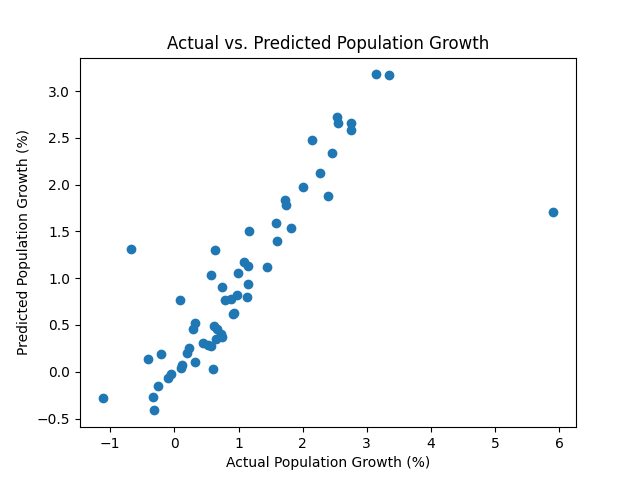 Actual vs. Predicted Population Growth
3.0
2.5
2.0
1.5
1.0
0.5
0.0
−0.5
Predicted Population Growth (%)
−1 0 1 2 3 4 5 6
Actual Population Growth (%)